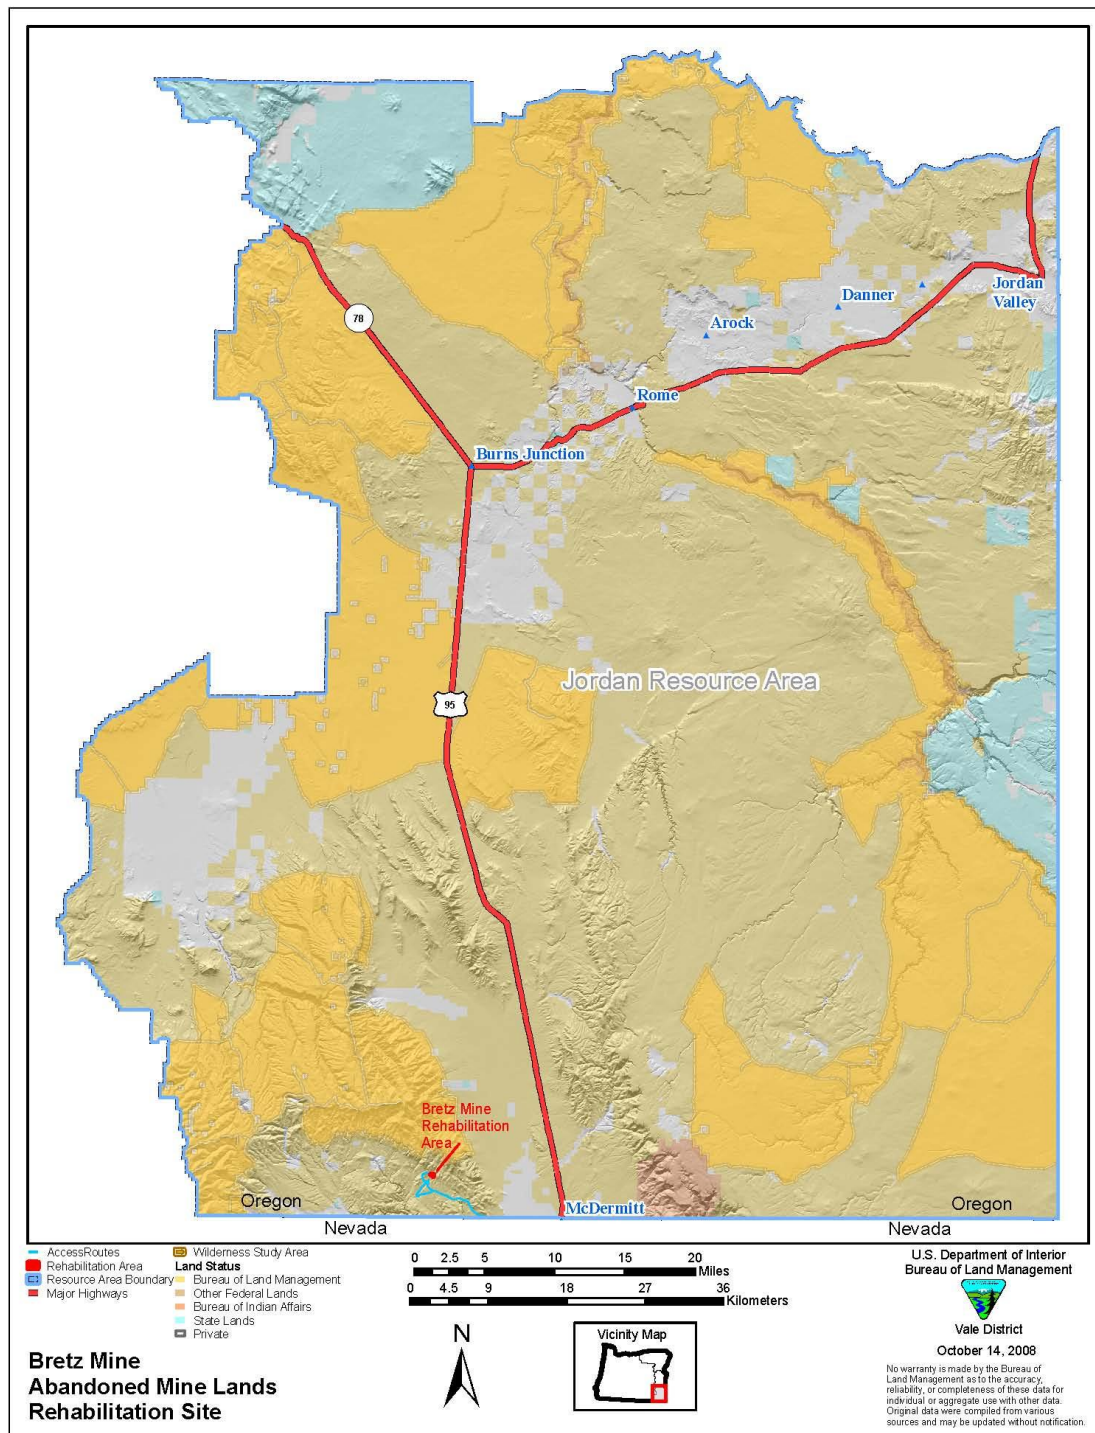 78
Jordan
Valley
Danner
Arock
Rome
Burns Junction
Jordan Resource Area
95
Bretz Mine
Rehabilitation
Area
Oregon
Oregon
McDermitt
Nevada
Nevada
AccessRoutes
Rehabilitation Area
Resource Area Boundary
Major Highways
Wilderness Study Area
Land Status
Bureau of Land Management
Other Federal Lands
Bureau of Indian Affairs
State Lands
Private
0 2.5 5 10 15 20
Miles
0 4.5 9 18 27 36
Kilometers
N
Vicinity Map
U.S. Department of Interior
Bureau of Land Management
Vale District
October 14, 2008
No warranty is made by the Bureau of
Land Management as to the accuracy,
reliability, or completeness of these data for
individual or aggregate use with other data.
Original data were compiled from various
sources and may be updated without notification.
Bretz Mine
Abandoned Mine Lands
Rehabilitation Site